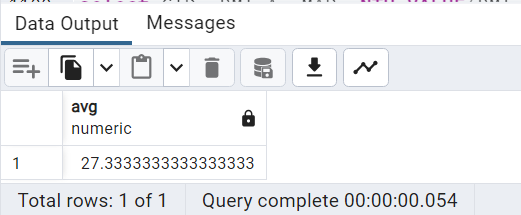 Data Output Messages
avg
numeric
1 27.3333333333333333
Total rows: 1 of 1 Query complete 00:00:00.054